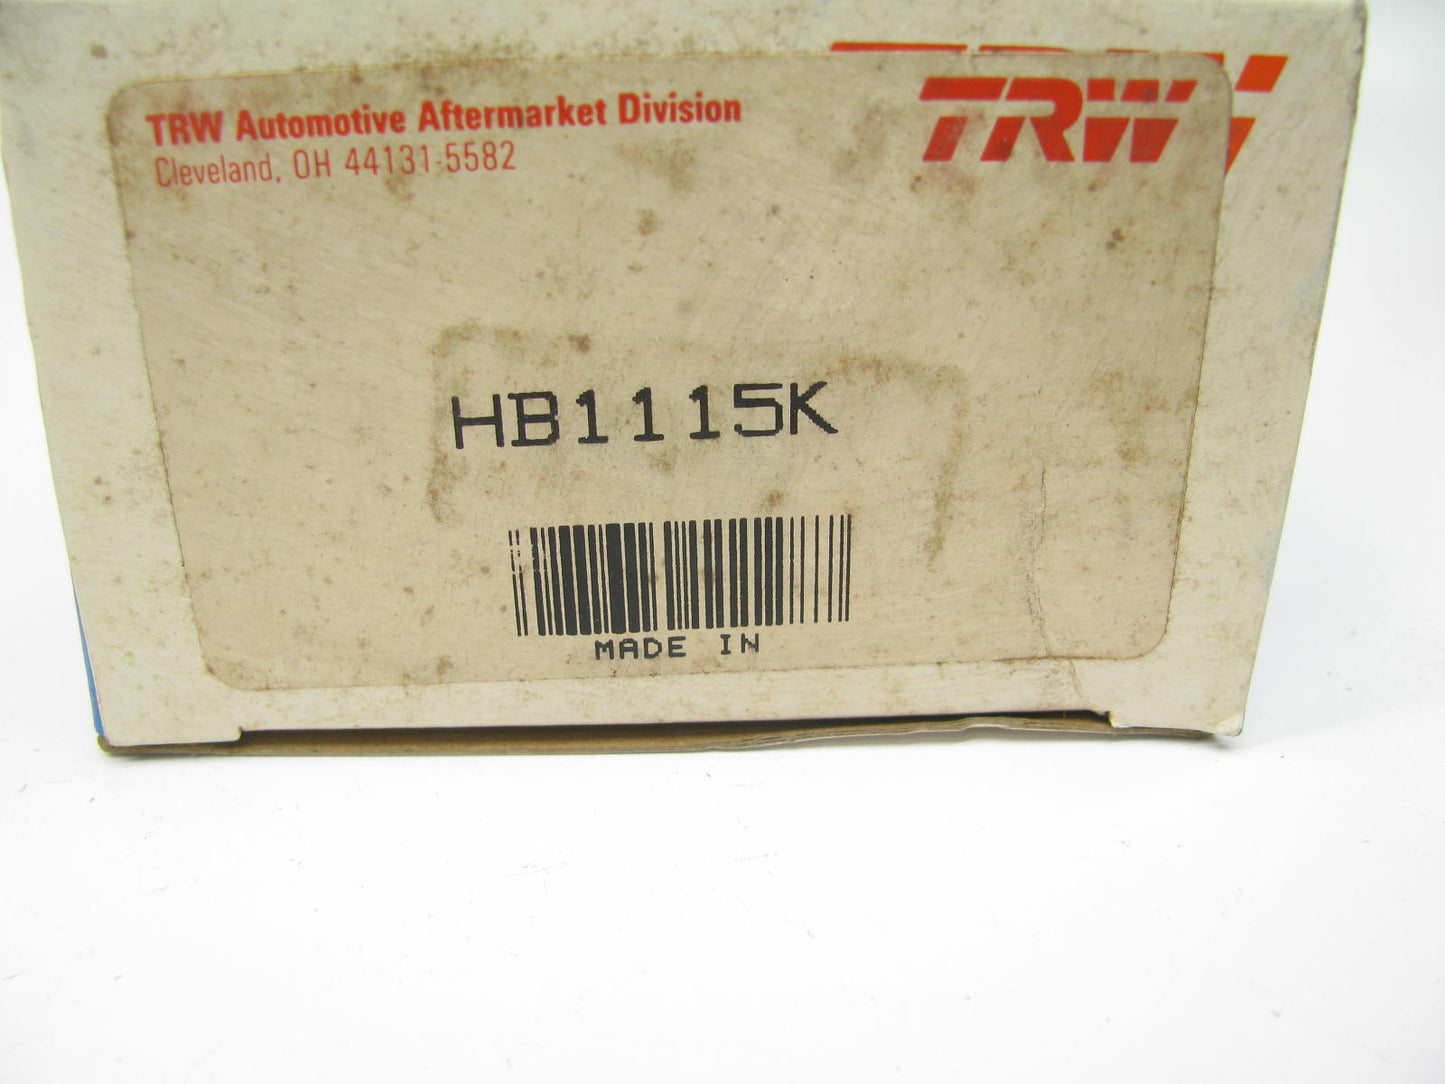 TRW Automotive Aftermarket Division
Cleveland, OH 44131-5582
TRW
HB1115K
MADE IN